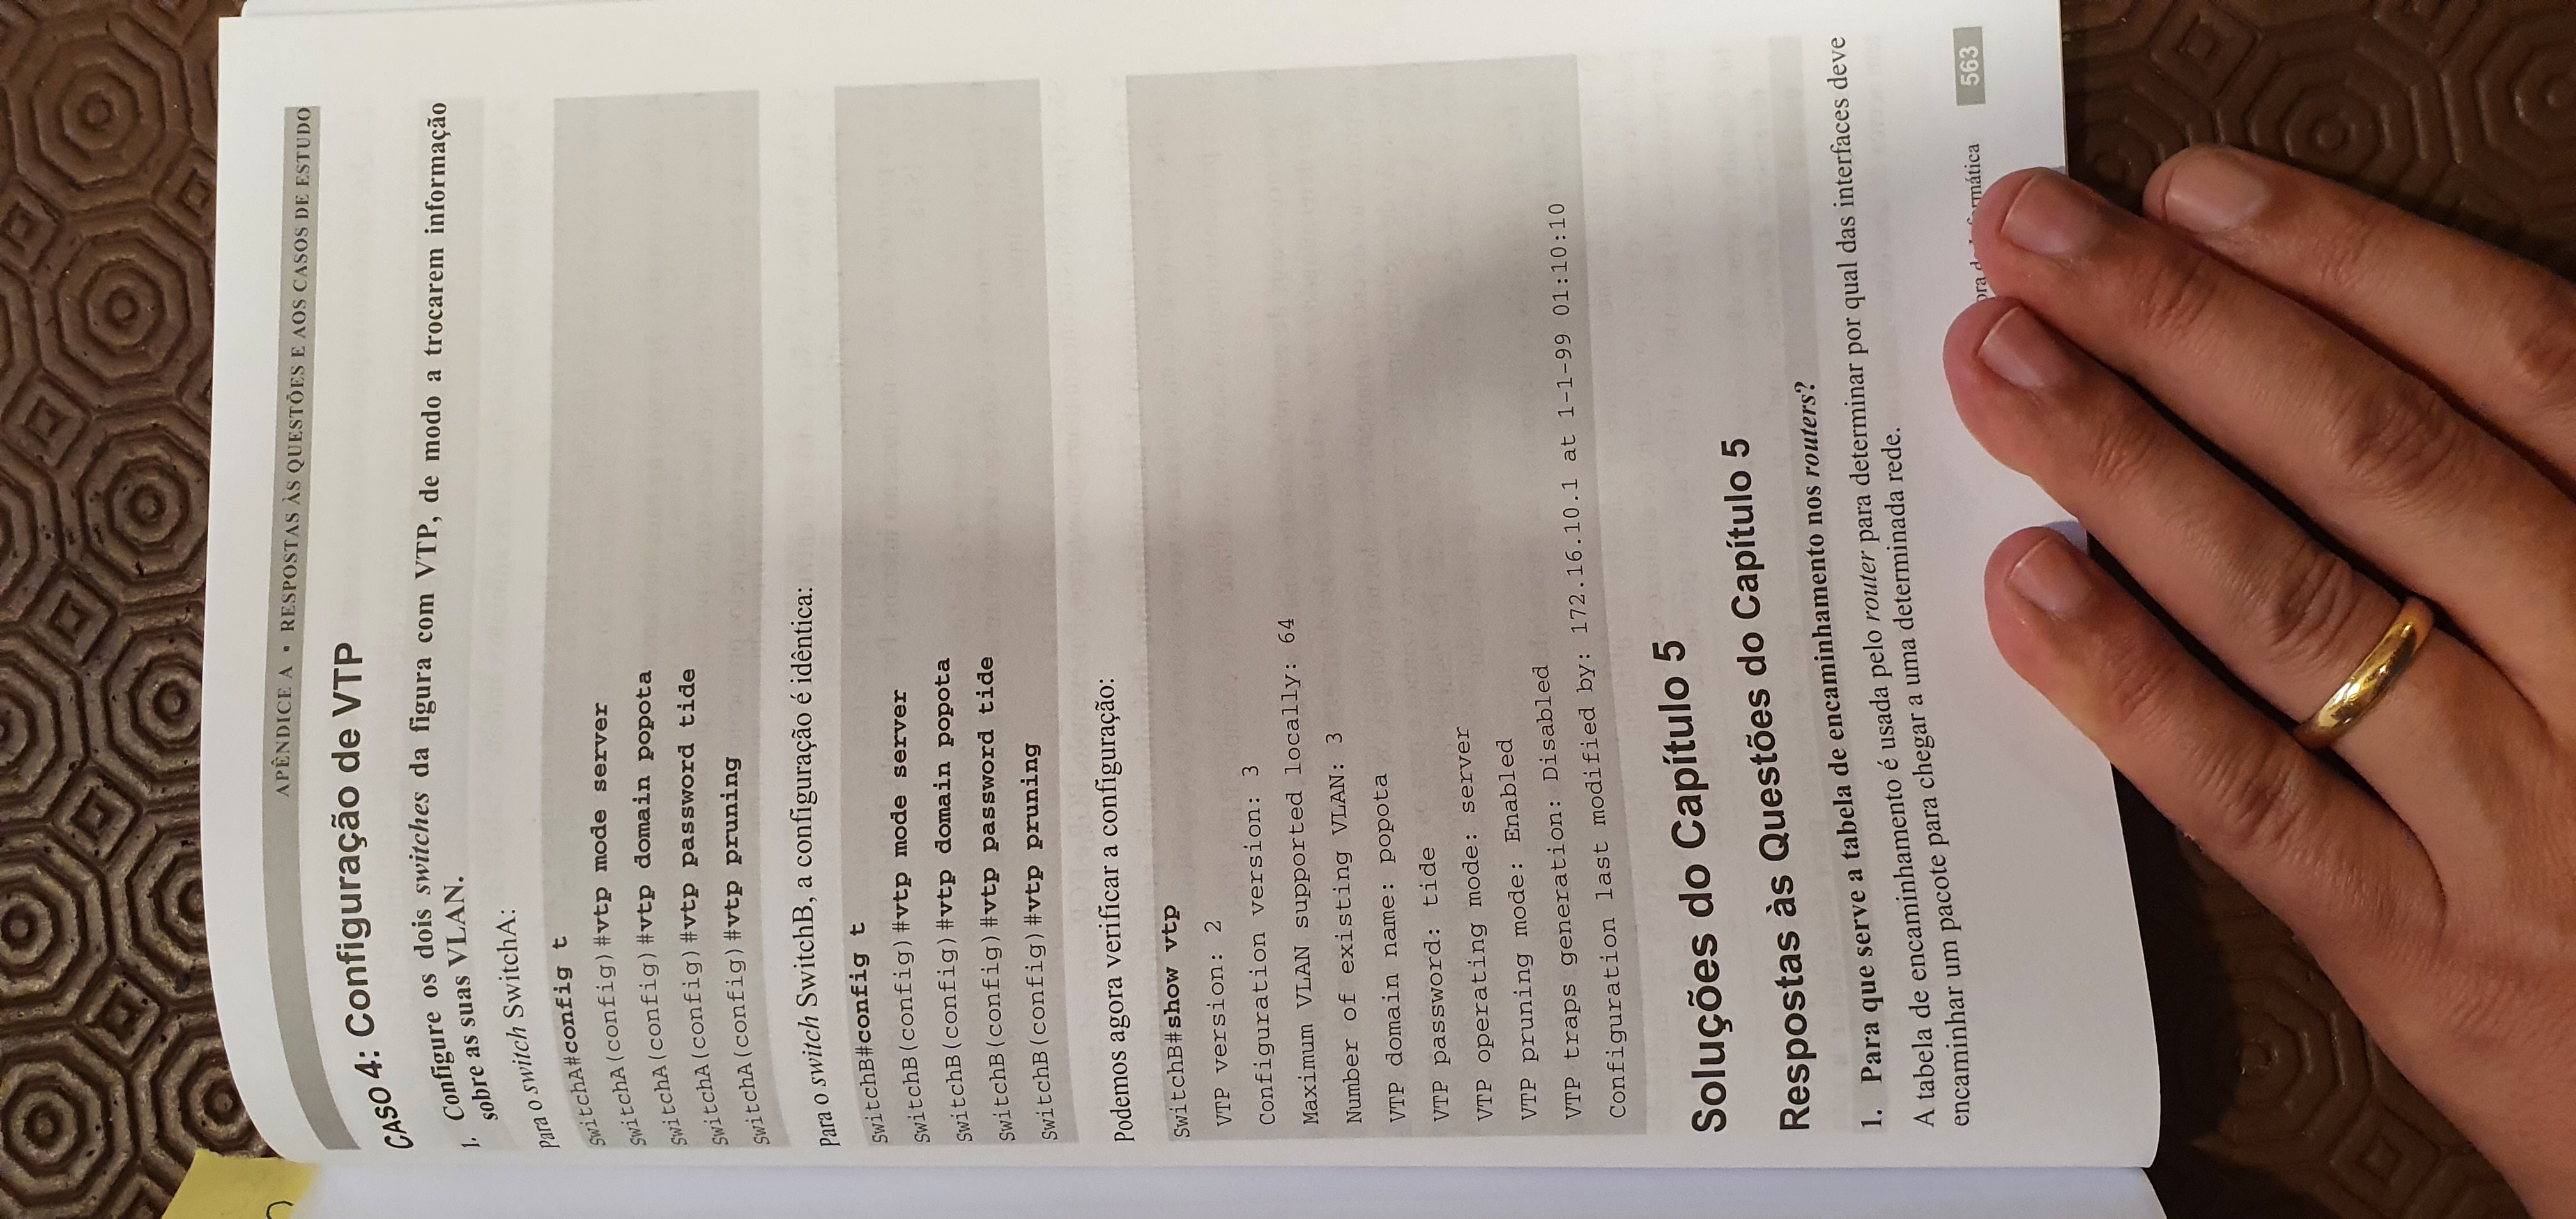 APÊNDICE A ▪ RESPOSTAS ÀS QUESTÕES E AOS CASOS DE ESTUDO
CASO 4: Configuração de VTP
1. Configure os dois switches da figura com VTP, de modo a trocarem informação
sobre as suas VLAN.
Para o switch SwitchA:
SwitchA#config t
SwitchA(config)#vtp mode server
SwitchA(config)#vtp domain popota
SwitchA(config)#vtp password tide
SwitchA(config)#vtp pruning
Para o switch SwitchB, a configuração é idêntica:
SwitchB#config t
SwitchB(config)#vtp mode server
SwitchB(config)#vtp domain popota
SwitchB(config)#vtp password tide
SwitchB(config)#vtp pruning
Podemos agora verificar a configuração:
SwitchB#show vtp
VTP version: 2
Configuration version: 3
Maximum VLAN supported locally: 64
Number of existing VLAN: 3
VTP domain name: popota
VTP password: tide
VTP operating mode: server
VTP pruning mode: Enabled
VTP traps generation: Disabled
Configuration last modified by: 172.16.10.1 at 1-1-99 01:10:10
Soluções do Capítulo 5
Respostas às Questões do Capítulo 5
1. Para que serve a tabela de encaminhamento nos routers?
A tabela de encaminhamento é usada pelo router para determinar por qual das interfaces deve
encaminhar um pacote para chegar a uma determinada rede.
563